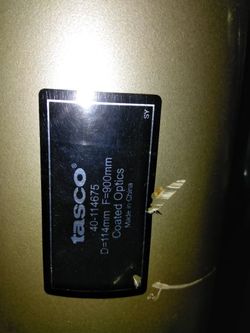 tasco®
40-114675
D=114mm F=900mm
Coated Optics
Made in China
SY